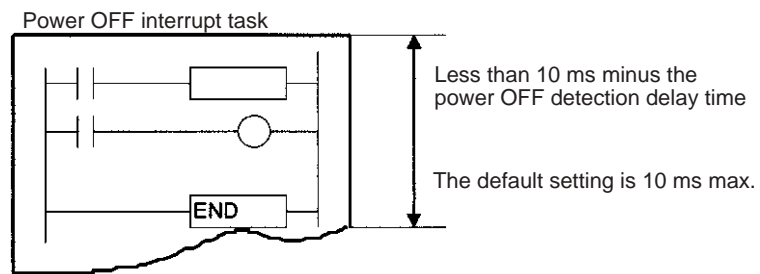 Power OFF interrupt task
Less than 10 ms minus the
power OFF detection delay time
The default setting is 10 ms max.
END